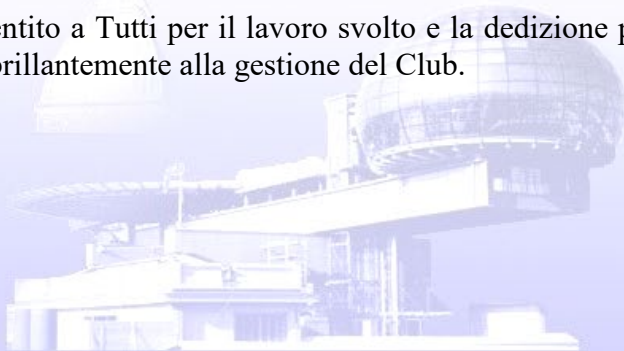 entito a Tutti per il lavoro svolto e la dedizione p
brillantemente alla gestione del Club.